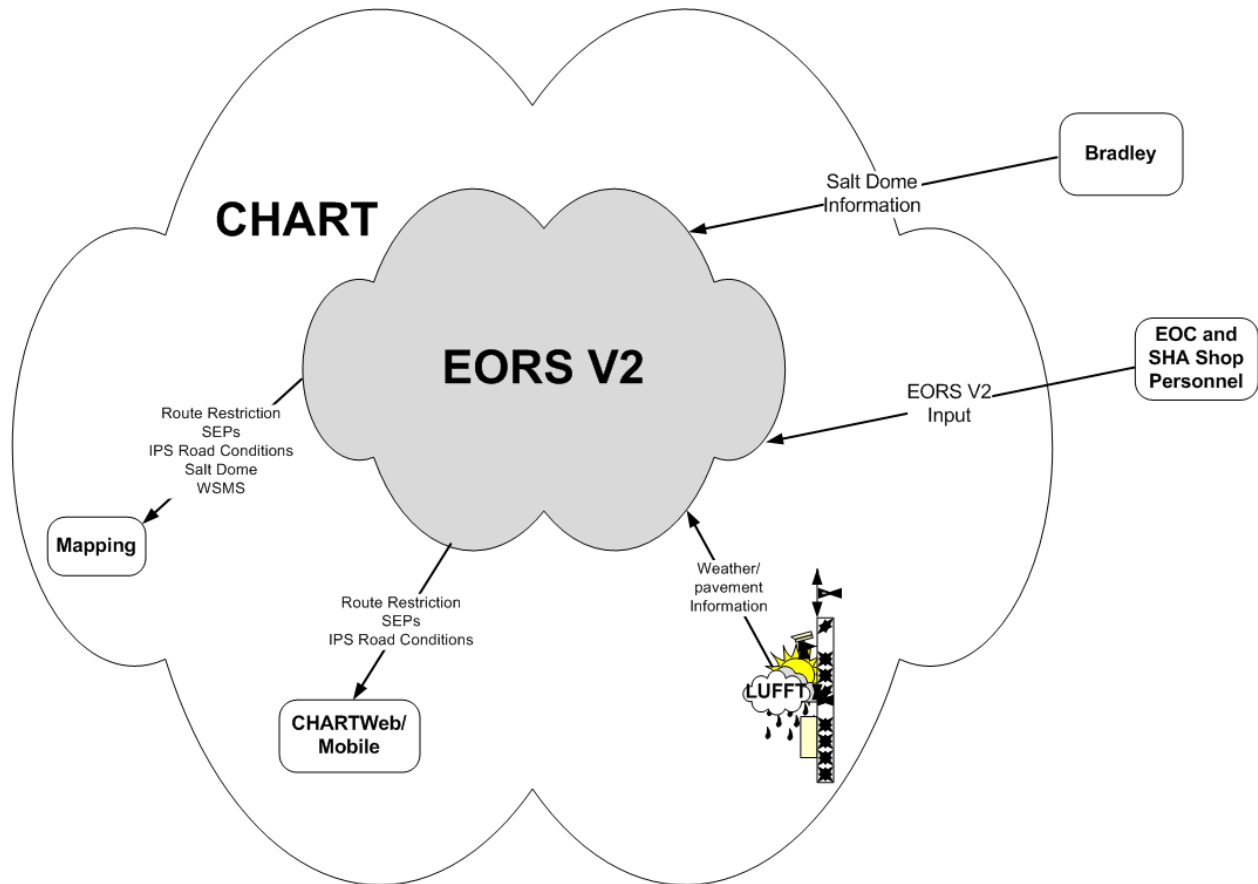 CHART
EORS V2
Bradley
Salt Dome
Information
EOC and
SHA Shop
Personnel
EORS V2
Input
Route Restriction
SEPs
IPS Road Conditions
Salt Dome
WSMS
Mapping
Route Restriction
SEPs
IPS Road Conditions
CHARTWeb/
Mobile
Weather/
pavement
Information
LUFFT